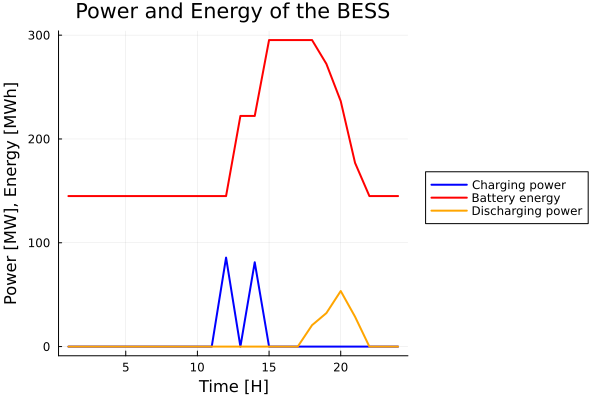 Power and Energy of the BESS
Power [MW], Energy [MWh]
300
200
100
0
5 10 15 20
Time [H]
Charging power
Battery energy
Discharging power